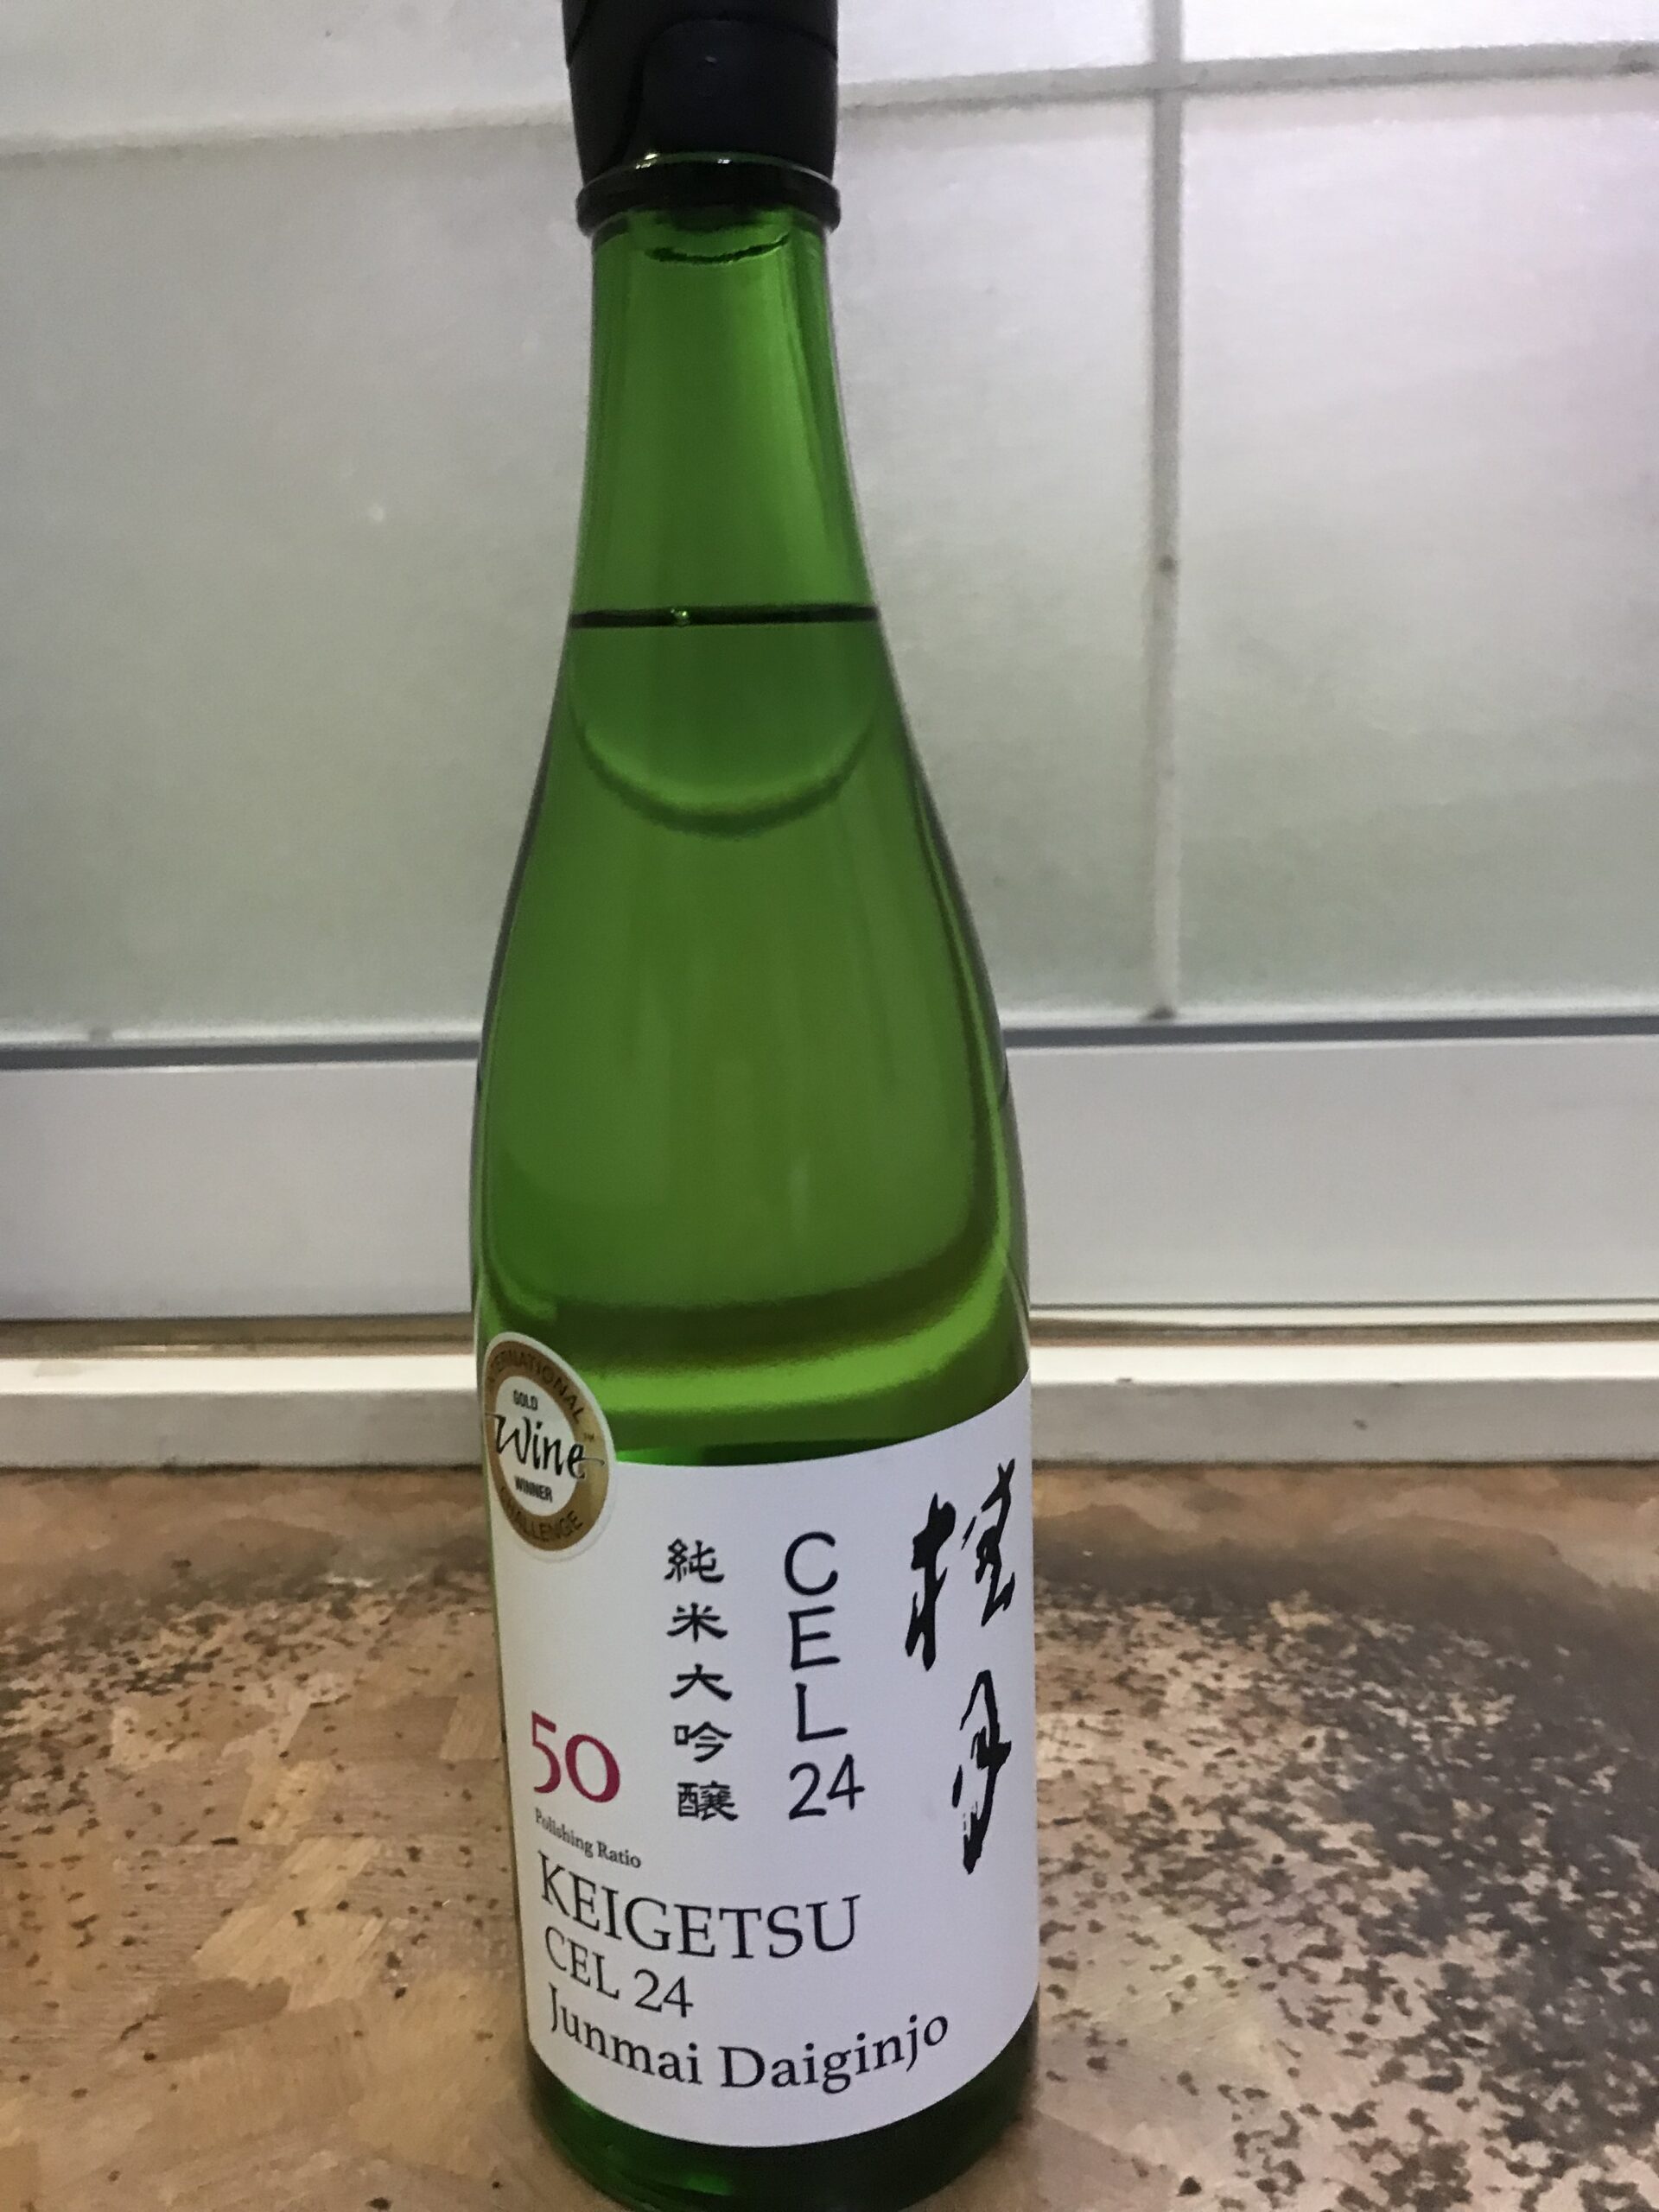 INTERNATIONAL
GOLD
Wine™
WINNER
CHALLENGE
桂月
CEL24
純米大吟醸
50
Polishing Ratio
KEIGETSU
CEL 24
Junmai Daiginjo